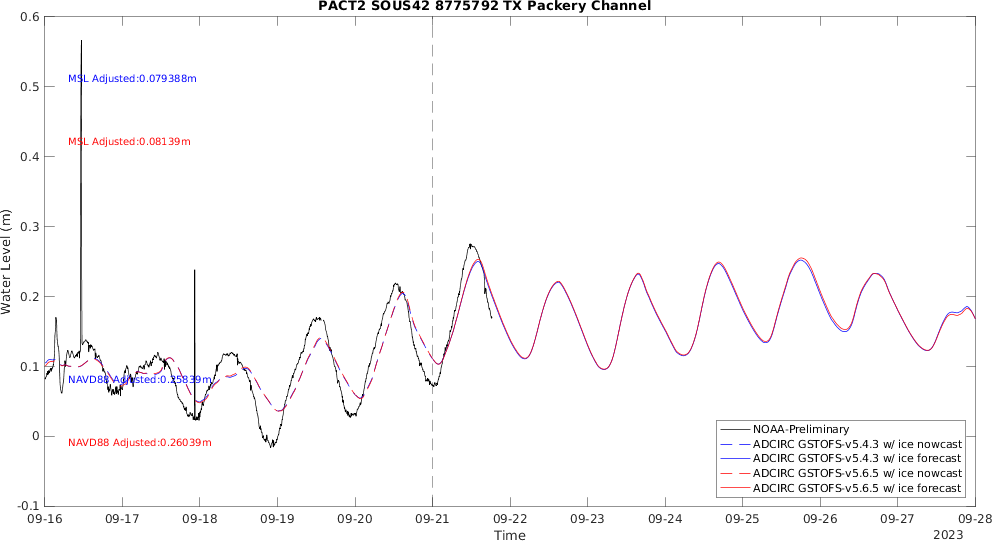 PACT2 SOUS42 8775792 TX Packery Channel
0.6
0.5
0.4
0.3
0.2
0.1
0
-0.1
Water Level (m)
MSL Adjusted:0.079388m
MSL Adjusted:0.08139m
NAVD88 Adjusted:0.25839m
NAVD88 Adjusted:0.26039m
NOAA-Preliminary
ADCIRC GSTOFS-v5.4.3 w/ ice nowcast
ADCIRC GSTOFS-v5.4.3 w/ ice forecast
ADCIRC GSTOFS-v5.6.5 w/ ice nowcast
ADCIRC GSTOFS-v5.6.5 w/ ice forecast
09-16 09-17 09-18 09-19 09-20 09-21 09-22 09-23 09-24 09-25 09-26 09-27 09-28
Time
2023